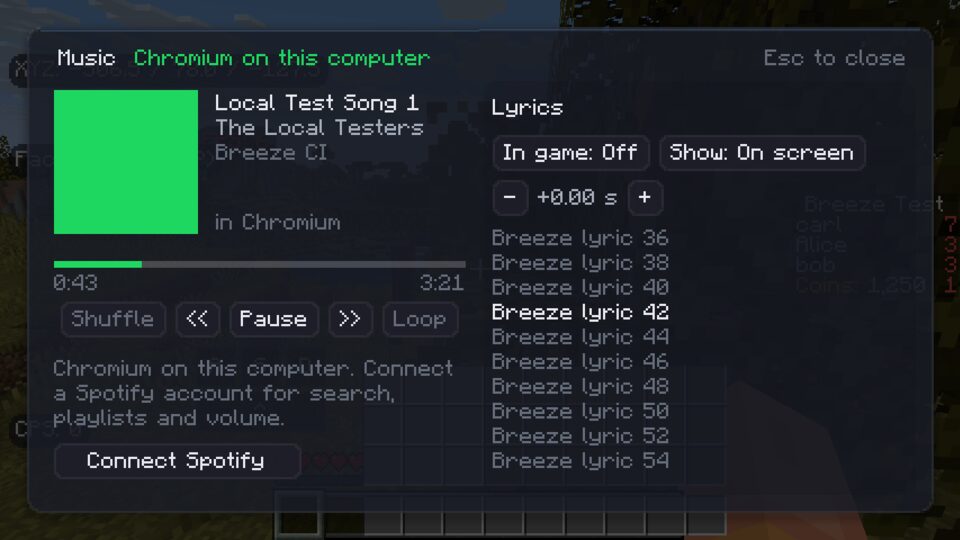 Music Chromium on this computer
Esc to close
Local Test Song 1
The Local Testers
Breeze CI
in Chromium
0:43
3:21
Shuffle << Pause >> Loop
Chromium on this computer. Connect
a Spotify account for search,
playlists and volume.
Connect Spotify
Lyrics
In game: Off Show: On screen
- +0.00 s +
Breeze lyric 36
Breeze lyric 38
Breeze lyric 40
Breeze lyric 42
Breeze lyric 44
Breeze lyric 46
Breeze lyric 48
Breeze lyric 50
Breeze lyric 52
Breeze lyric 54
Breeze Test
carl 7
Alice 3
bob 3
Coins: 1,250 1